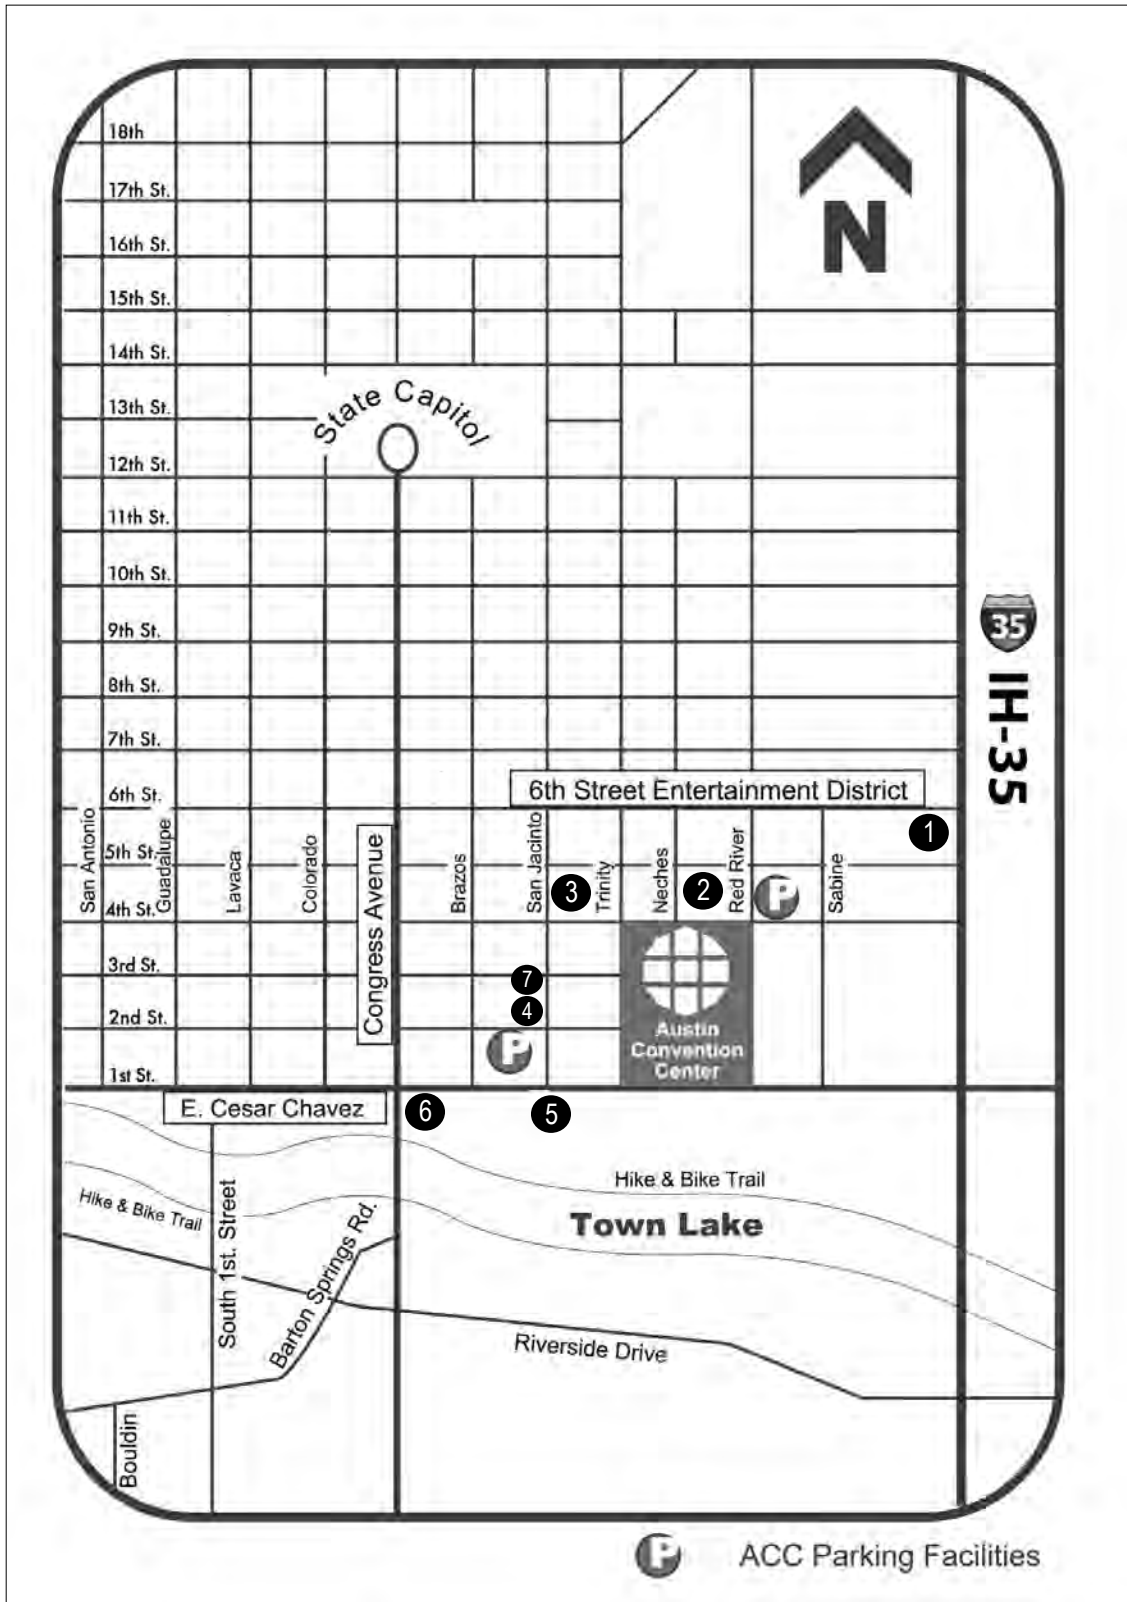 18th
17th St.
16th St.
15th St.
14th St.
13th St.
12th St.
11th St.
10th St.
9th St.
8th St.
7th St.
6th St.
5th St.
4th St.
3rd St.
2nd St.
1st St.
N
State Capitol
35
IH-35
6th Street Entertainment District
San Antonio
Guadalupe
Lavaca
Colorado
Congress Avenue
Brazos
San Jacinto
Trinity
Neches
Red River
Sabine
1
2
3
P
7
4
P
Austin
Convention
Center
E. Cesar Chavez
6
5
Hike & Bike Trail
Hike & Bike Trail
Town Lake
South 1st. Street
Barton Springs Rd.
Riverside Drive
Bouldin
P ACC Parking Facilities